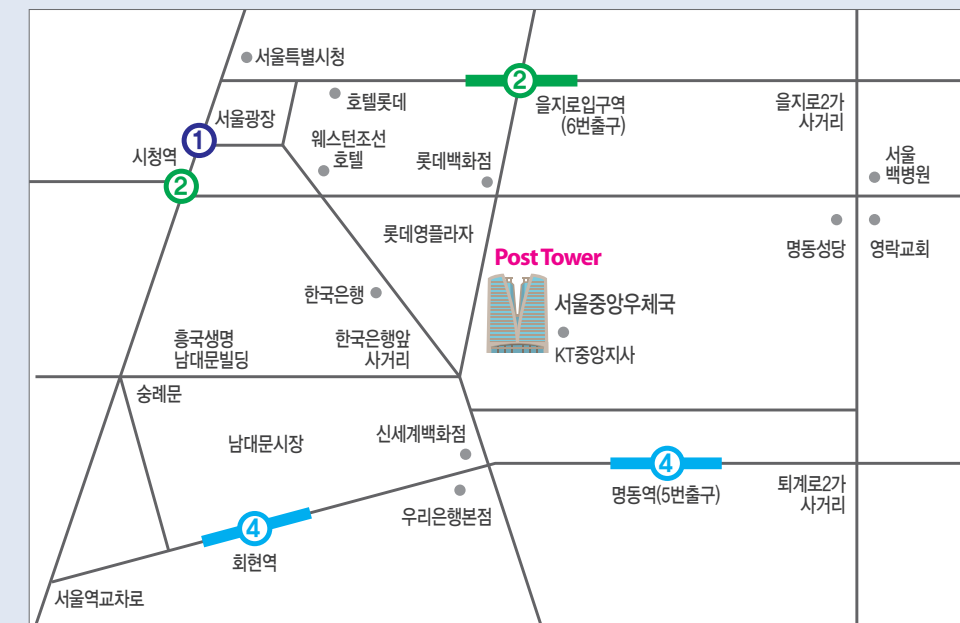 서울특별시청
2
호텔롯데
을지로입구역
(6번출구)
을지로2가
사거리
서울광장
1
시청역
2
웨스턴조선
호텔
롯데백화점
서울
백병원
롯데영플라자
명동성당
영락교회
Post Tower
한국은행
서울중앙우체국
KT중앙지사
흥국생명
남대문빌딩
한국은행앞
사거리
숭례문
남대문시장
신세계백화점
4
명동역(5번출구)
퇴계로2가
사거리
우리은행본점
4
회현역
서울역교차로